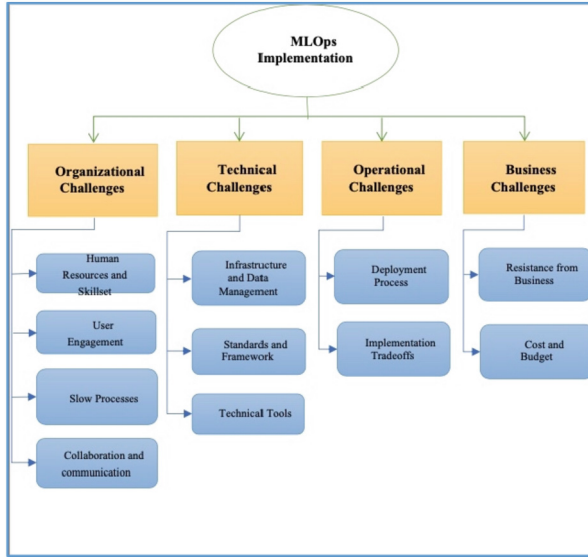 MLOps
Implementation
Organizational
Challenges
Technical
Challenges
Operational
Challenges
Business
Challenges
Human
Resources and
Skillset
User
Engagement
Slow Processes
Collaboration and
communication
Infrastructure
and Data
Management
Standards and
Framework
Technical Tools
Deployment
Process
Implementation
Tradeoffs
Resistance from
Business
Cost and
Budget